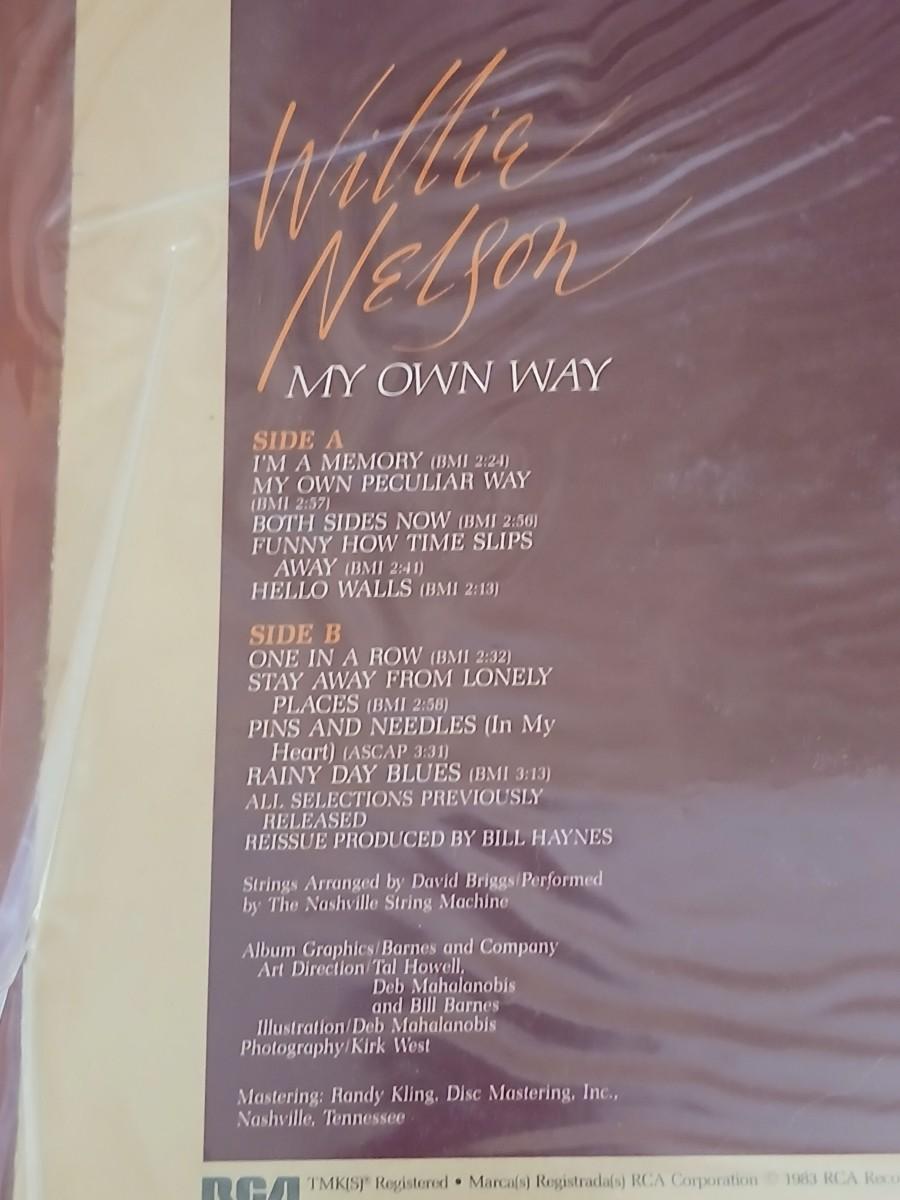 Willie
Nelson
MY OWN WAY
SIDE A
I'M A MEMORY (BMI 2:24)
MY OWN PECULIAR WAY
(BMI 2:57)
BOTH SIDES NOW (BMI 2:56)
FUNNY HOW TIME SLIPS
AWAY (BMI 2:41)
HELLO WALLS (BMI 2:13)
SIDE B
ONE IN A ROW (BMI 2:32)
STAY AWAY FROM LONELY
PLACES (BMI 2:58)
PINS AND NEEDLES (In My
Heart) (ASCAP 3:31)
RAINY DAY BLUES (BMI 3:13)
ALL SELECTIONS PREVIOUSLY
RELEASED
REISSUE PRODUCED BY BILL HAYNES
Strings Arranged by David Briggs/Performed
by The Nashville String Machine
Album Graphics/Barnes and Company
Art Direction/Tal Howell,
Deb Mahalanobis
and Bill Barnes
Illustration/Deb Mahalanobis
Photography/Kirk West
Mastering: Randy Kling, Disc Mastering, Inc.,
Nashville, Tennessee
RCA TMK(S)® Registered • Marca(s) Registrada(s) RCA Corporation © 1983 RCA Reco